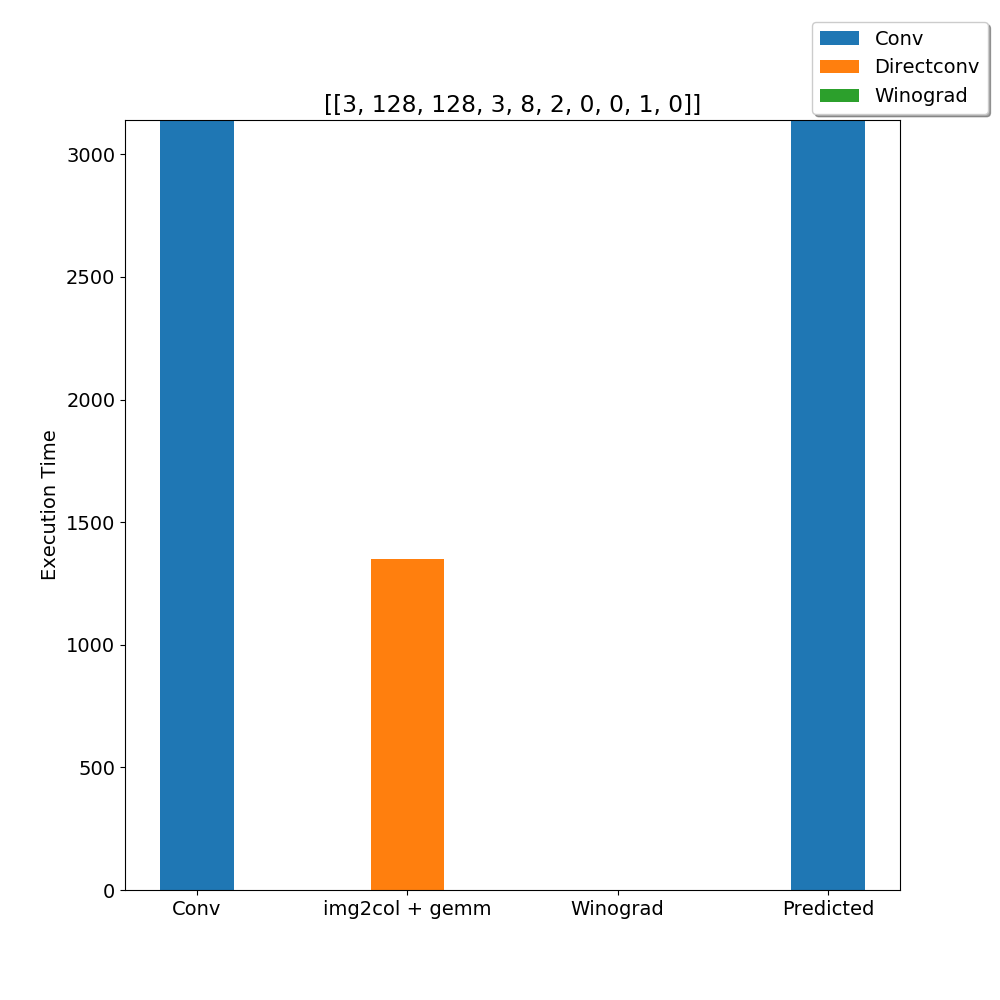 Conv
Directconv
Winograd
[[3, 128, 128, 3, 8, 2, 0, 0, 1, 0]]
3000
2500
2000
1500
1000
500
0
Execution Time
Conv
img2col + gemm
Winograd
Predicted